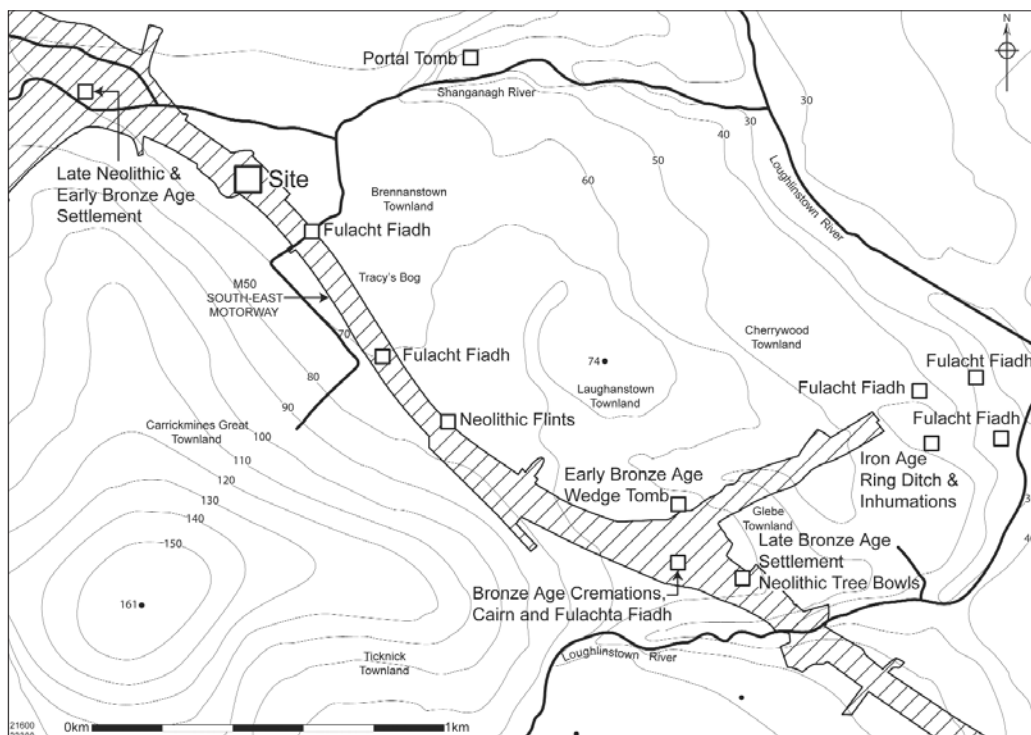 N
Portal Tomb
Shanganagh River
30
30
40
50
60
Loughlinstown River
Late Neolithic &
Early Bronze Age
Settlement
Site
Brennanstown
Townland
Fulacht Fiadh
Tracy's Bog
M50
SOUTH-EAST
MOTORWAY
70
80
90
100
110
120
130
140
150
161
Fulacht Fiadh
Cherrywood
Townland
74
Laughanstown
Townland
Fulacht Fiadh
Fulacht Fiadh
Fulacht Fiadh
Neolithic Flints
Carrickmines Great
Townland
Iron Age
Ring Ditch &
Inhumations
Early Bronze Age
Wedge Tomb
Glebe
Townland
Late Bronze Age
Settlement
Neolithic Tree Bowls
Bronze Age Cremations,
Cairn and Fulachta Fiadh
Ticknick
Townland
Loughlinstown River
21600
0km
1km